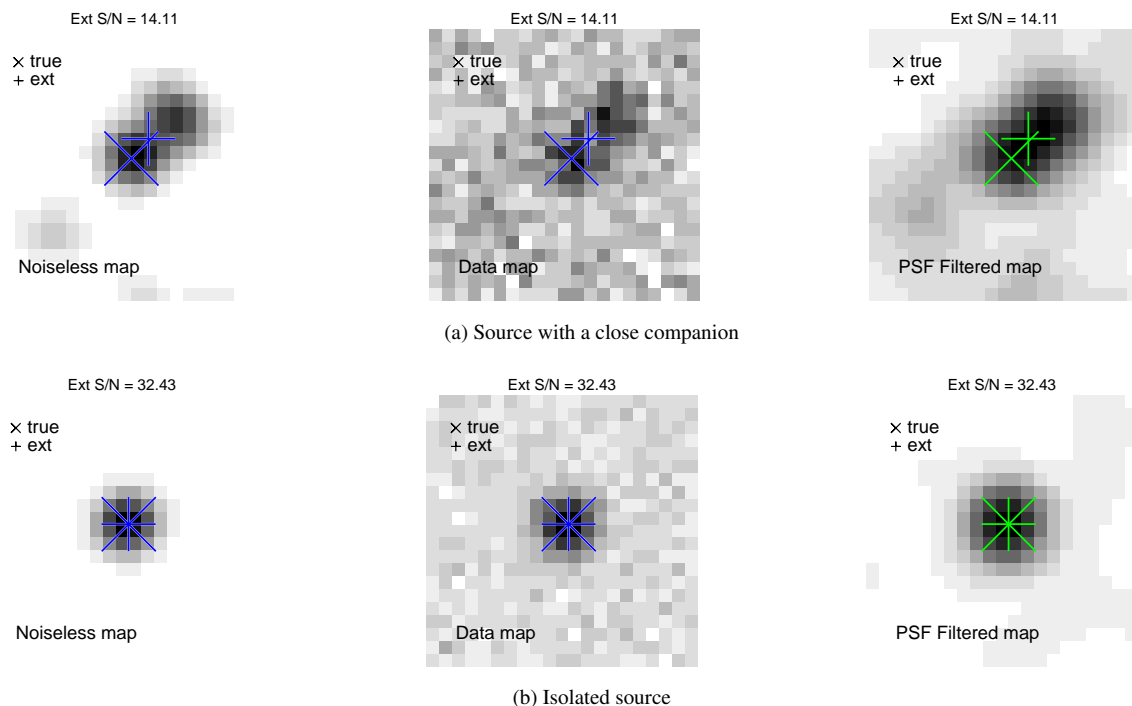 Ext S/N = 14.11
× true
+ ext
Noiseless map
Ext S/N = 14.11
× true
+ ext
Data map
Ext S/N = 14.11
× true
+ ext
PSF Filtered map
(a) Source with a close companion
Ext S/N = 32.43
× true
+ ext
Noiseless map
Ext S/N = 32.43
× true
+ ext
Data map
Ext S/N = 32.43
× true
+ ext
PSF Filtered map
(b) Isolated source